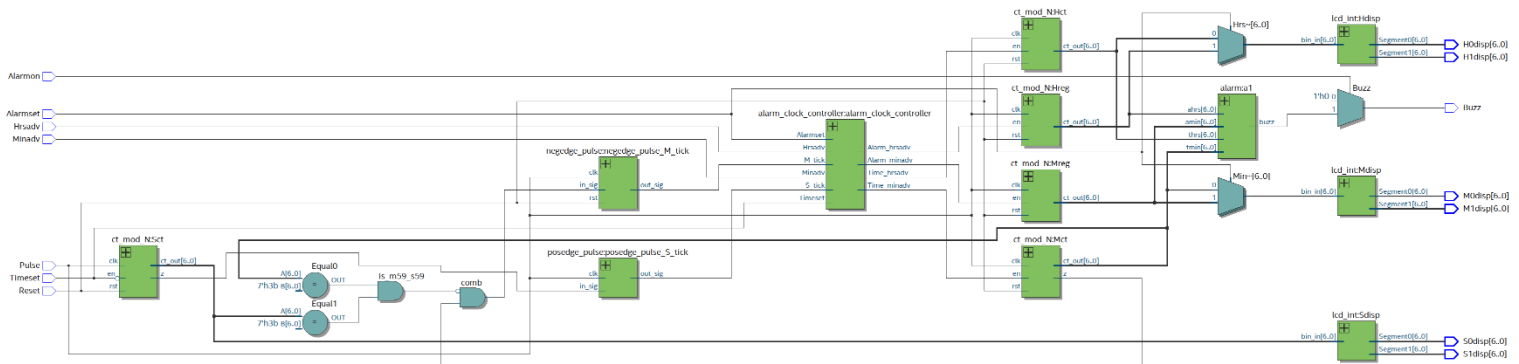 ct_mod_N:Hct
clk
en
rst
ct_out[6..0]
Hrs~[6..0]
0
1
lcd_int:Hdisp
bin_in[6..0]
Segment0[6..0]
Segment1[6..0]
H0disp[6..0]
H1disp[6..0]
Alarmon
Alarmset
Hrsadv
Minadv
ct_mod_N:Hreg
clk
en
rst
ct_out[6..0]
alarm:a1
ahrs[6..0]
amin[6..0]
thrs[6..0]
tmin[6..0]
buzz
Buzz
1'h0 0
1
Buzz
alarm_clock_controller:alarm_clock_controller
Alarmset
Hrsadv
M_tick
Minadv
S_tick
Timeset
Alarm_hrsadv
Alarm_minadv
Time_hrsadv
Time_minadv
negedge_pulse:negedge_pulse_M_tick
clk
in_sig
rst
out_sig
ct_mod_N:Mreg
clk
en
rst
ct_out[6..0]
Min~[6..0]
0
1
lcd_int:Mdisp
bin_in[6..0]
Segment0[6..0]
Segment1[6..0]
M0disp[6..0]
M1disp[6..0]
Pulse
Timeset
Reset
ct_mod_N:Sct
clk
en
rst
ct_out[6..0]
z
Equal0
A[6..0]
7'h3b B[6..0]
OUT
Equal1
A[6..0]
7'h3b B[6..0]
OUT
is_m59_s59
comb
posedge_pulse:posedge_pulse_S_tick
clk
in_sig
out_sig
ct_mod_N:Mct
clk
en
rst
ct_out[6..0]
z
lcd_int:Sdisp
bin_in[6..0]
Segment0[6..0]
Segment1[6..0]
S0disp[6..0]
S1disp[6..0]